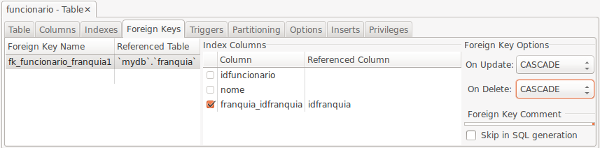 funcionario - Table ×
Table Columns Indexes Foreign Keys Triggers Partitioning Options Inserts Privileges
Foreign Key Name Referenced Table
fk_funcionario_franquia1 `mydb`.`franquia`
Index Columns
Column Referenced Column
idfuncionario
nome
franquia_idfranquia idfranquia
Foreign Key Options
On Update: CASCADE
On Delete: CASCADE
Foreign Key Comment
Skip in SQL generation